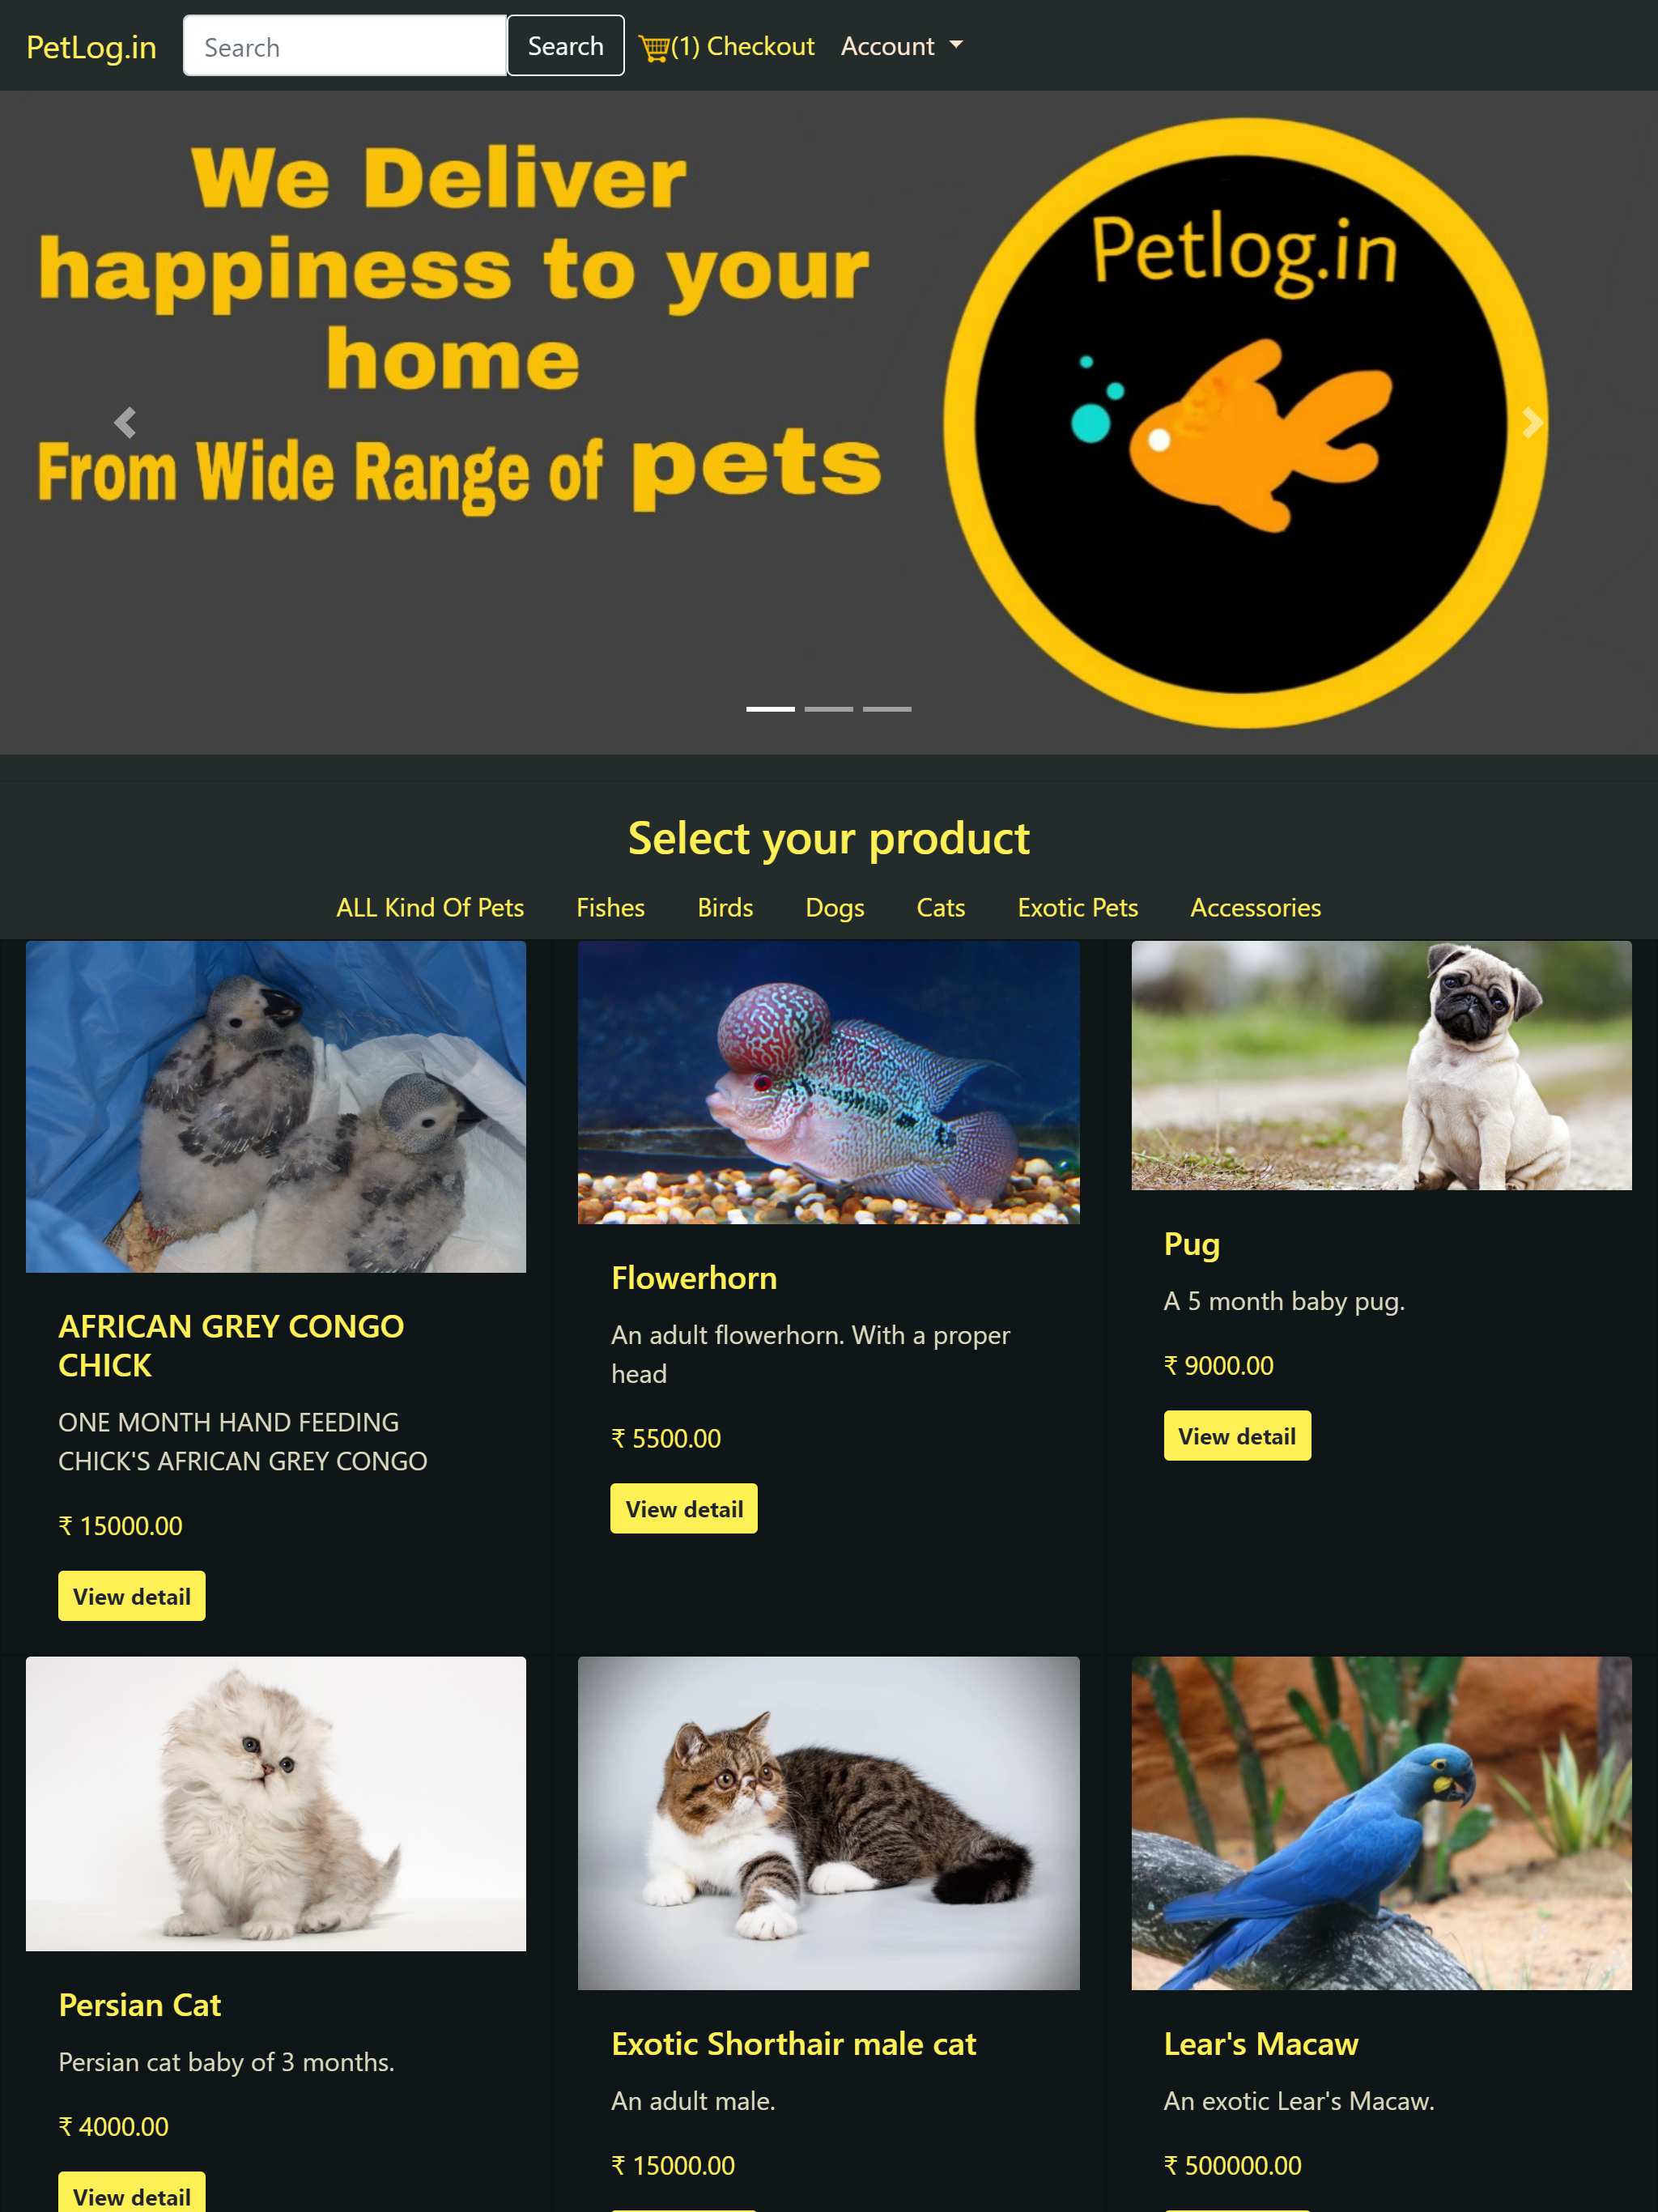 PetLog.in
Search
Search
(1) Checkout
Account
We Deliver
happiness to your
home
From Wide Range of pets
Petlog.in
Select your product
ALL Kind Of Pets
Fishes
Birds
Dogs
Cats
Exotic Pets
Accessories
AFRICAN GREY CONGO
CHICK
ONE MONTH HAND FEEDING
CHICK'S AFRICAN GREY CONGO
₹ 15000.00
View detail
Flowerhorn
An adult flowerhorn. With a proper
head
₹ 5500.00
View detail
Pug
A 5 month baby pug.
₹ 9000.00
View detail
Persian Cat
Persian cat baby of 3 months.
₹ 4000.00
View detail
Exotic Shorthair male cat
An adult male.
₹ 15000.00
Lear's Macaw
An exotic Lear's Macaw.
₹ 500000.00